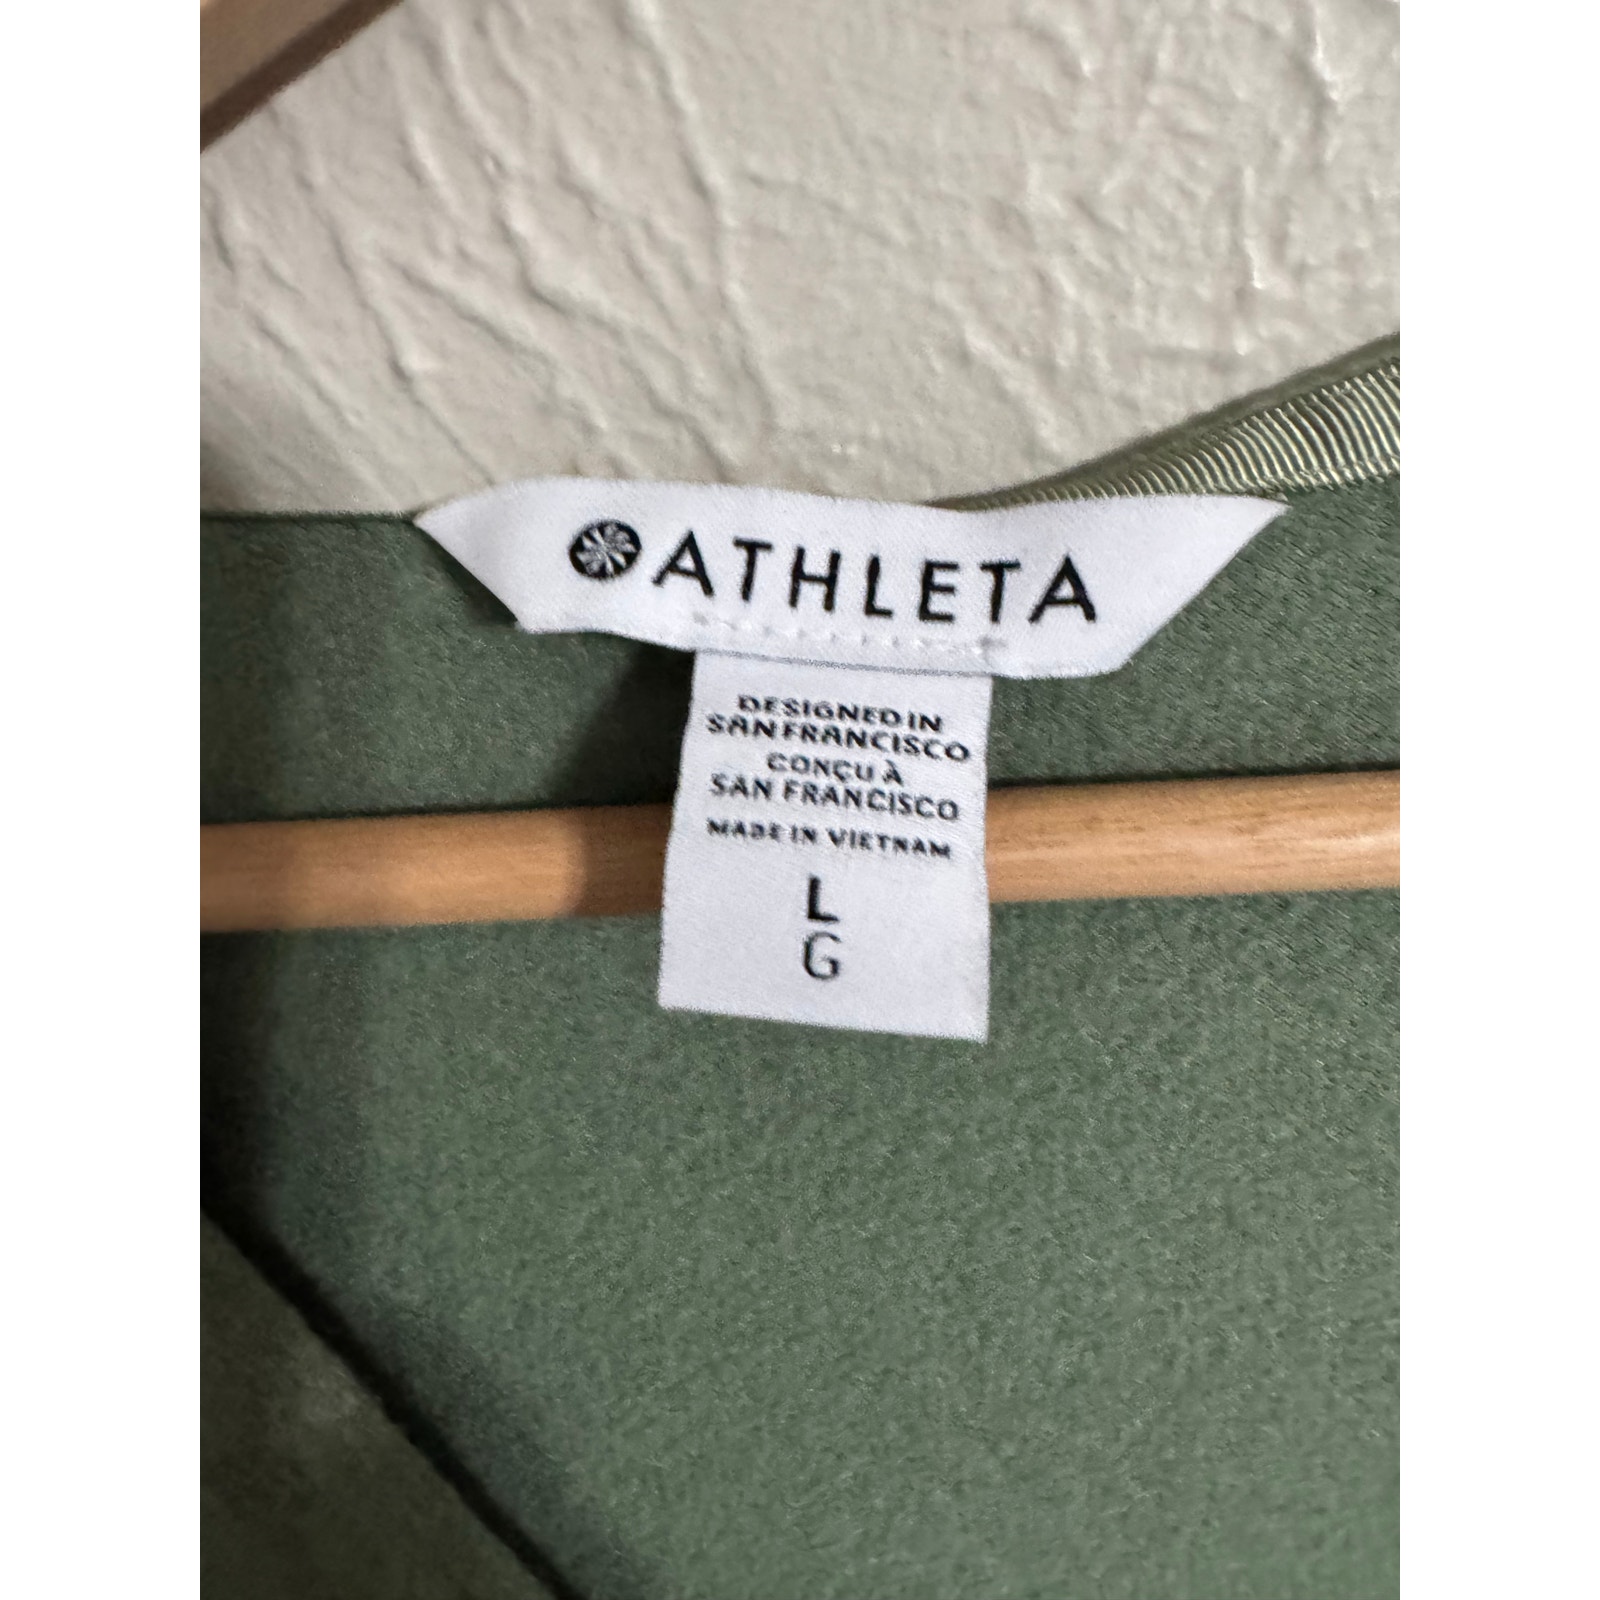 ATHLETA
DESIGNED IN
SAN FRANCISCO
CONÇU À
SAN FRANCISCO
MADE IN VIETNAM
L
G